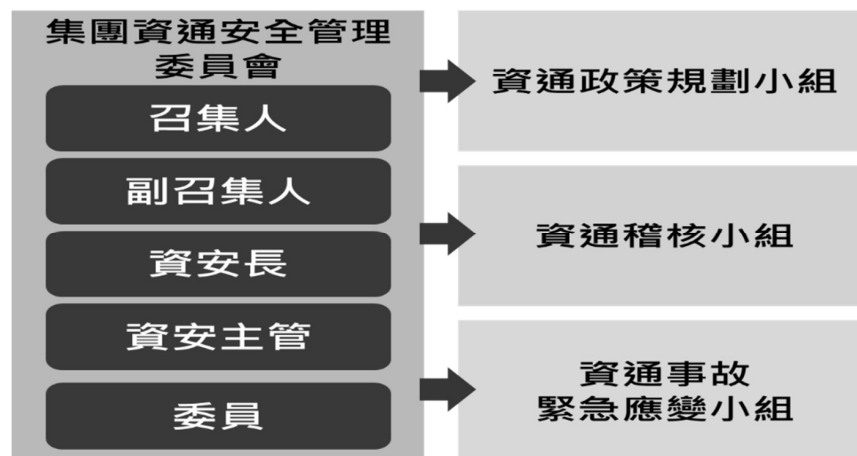 集團資通安全管理
委員會
召集人
副召集人
資安長
資安主管
委員
資通政策規劃小組
資通稽核小組
資通事故
緊急應變小組